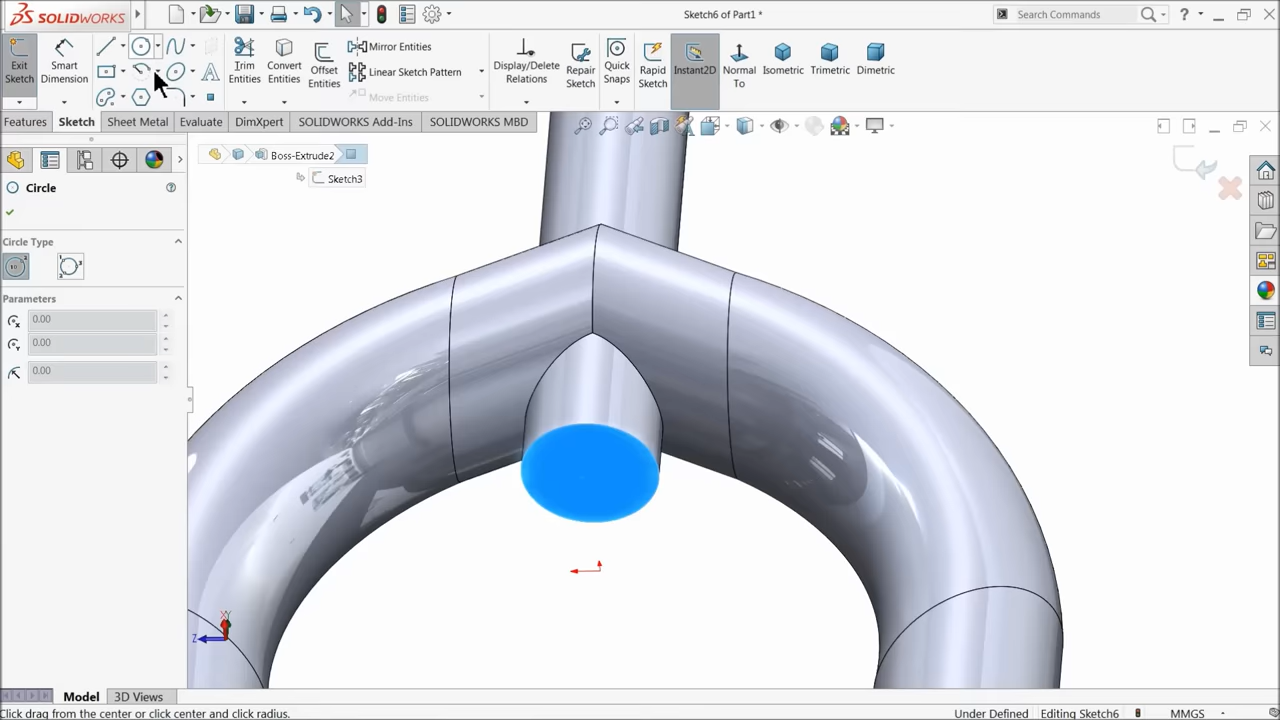 SOLIDWORKS
Sketch6 of Part1 *
Search Commands
Exit Sketch
Smart Dimension
Trim Entities
Convert Entities
Offset Entities
Mirror Entities
Linear Sketch Pattern
Move Entities
Display/Delete Relations
Repair Sketch
Quick Snaps
Rapid Sketch
Instant2D
Normal To
Isometric
Trimetric
Dimetric
Features
Sketch
Sheet Metal
Evaluate
DimXpert
SOLIDWORKS Add-Ins
SOLIDWORKS MBD
Boss-Extrude2
Sketch3
Circle
Circle Type
Parameters
0.00
0.00
0.00
Z
Model
3D Views
Click drag from the center or click center and click radius.
Under Defined
Editing Sketch6
MMGS